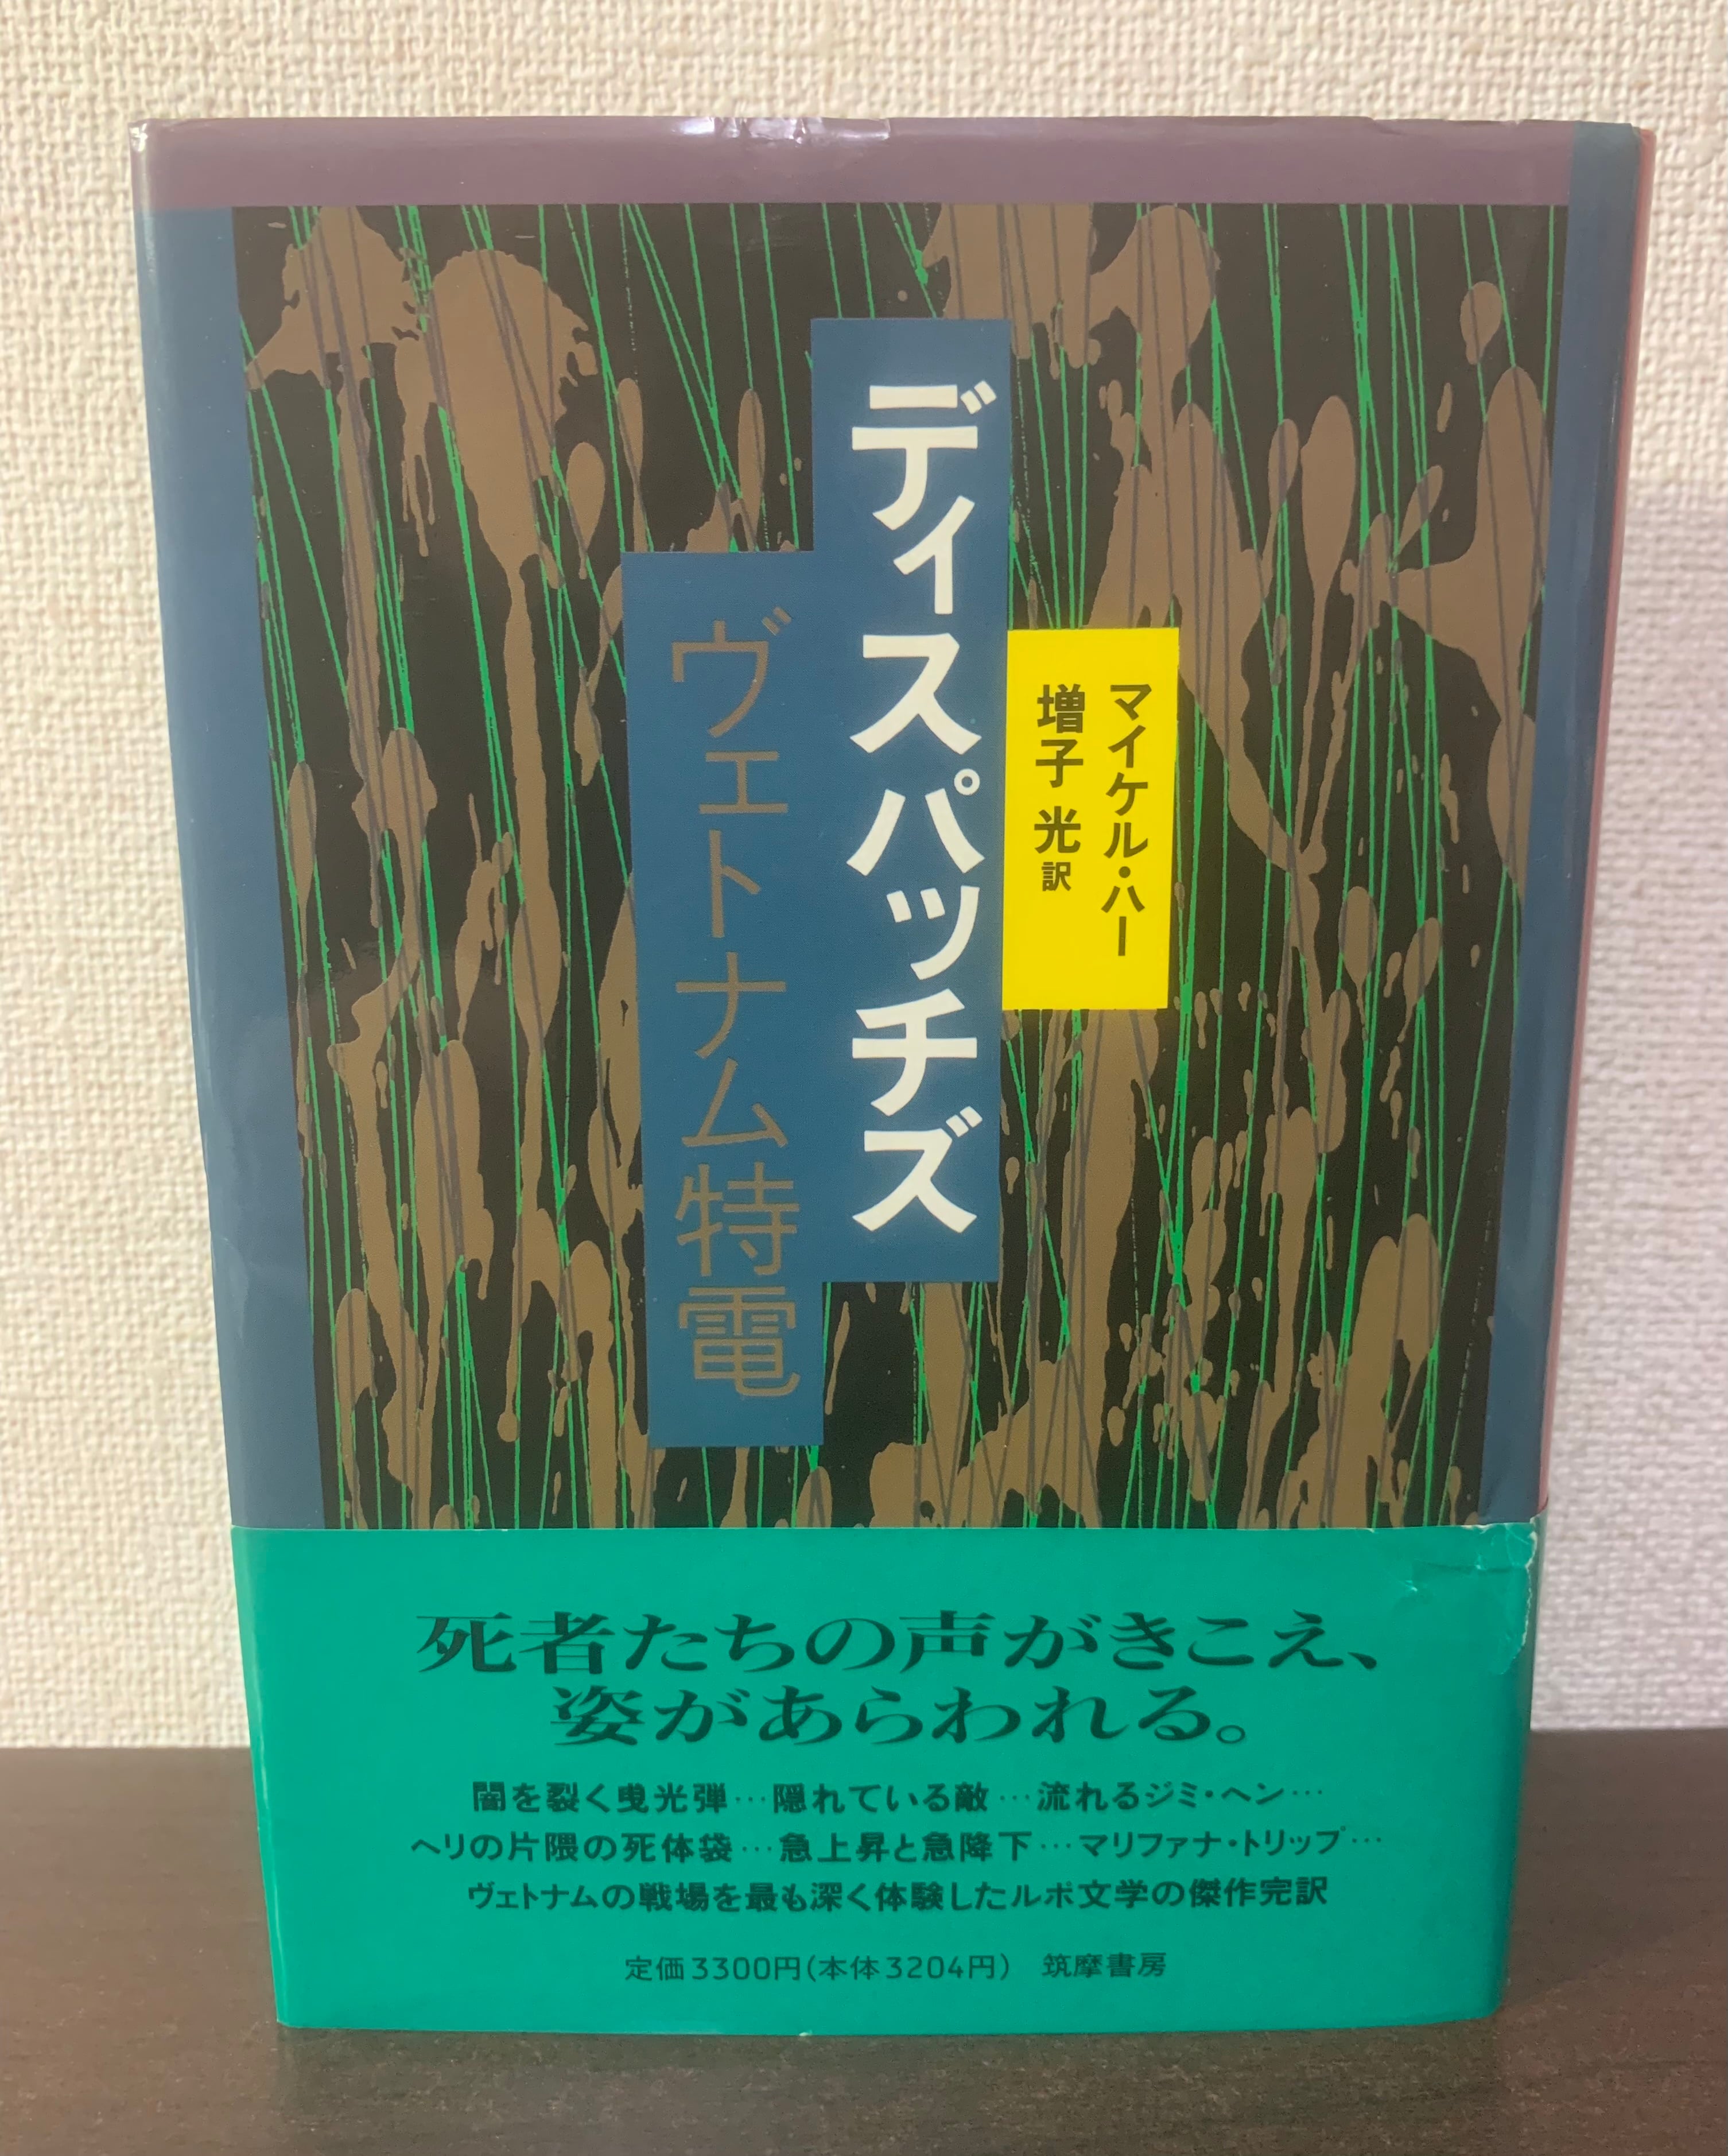 マイケル・ハー
増子 光 訳
ディスパッチズ
ヴェトナム特電
死者たちの声がきこえ、
姿があらわれる。
闇を裂く曳光弾…隠れている敵…流れるジミ・ヘン…
ヘリの片隈の死体袋…急上昇と急降下…マリファナ・トリップ…
ヴェトナムの戦場を最も深く体験したルポ文学の傑作完訳
定価3300円(本体3204円) 筑摩書房